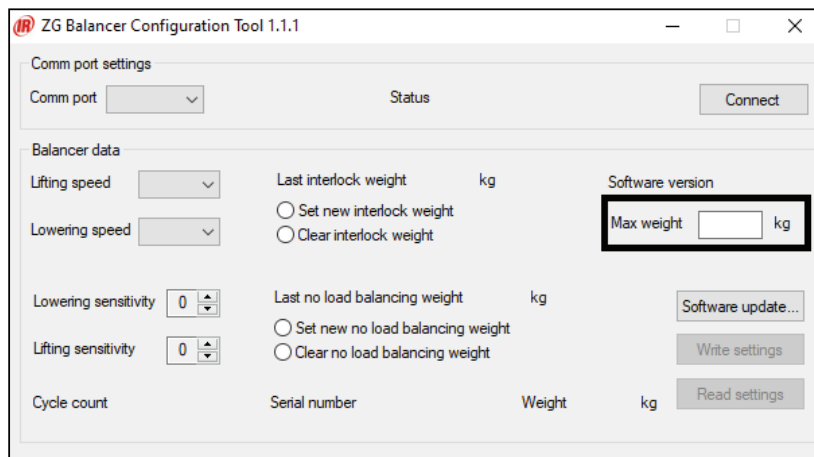 IR ZG Balancer Configuration Tool 1.1.1
Comm port settings
Comm port Status Connect
Balancer data
Lifting speed Last interlock weight kg Software version
Set new interlock weight
Max weight kg
Lowering speed Clear interlock weight
Lowering sensitivity 0 Last no load balancing weight kg Software update...
Set new no load balancing weight
Lifting sensitivity 0 Clear no load balancing weight Write settings
Cycle count Serial number Weight kg Read settings